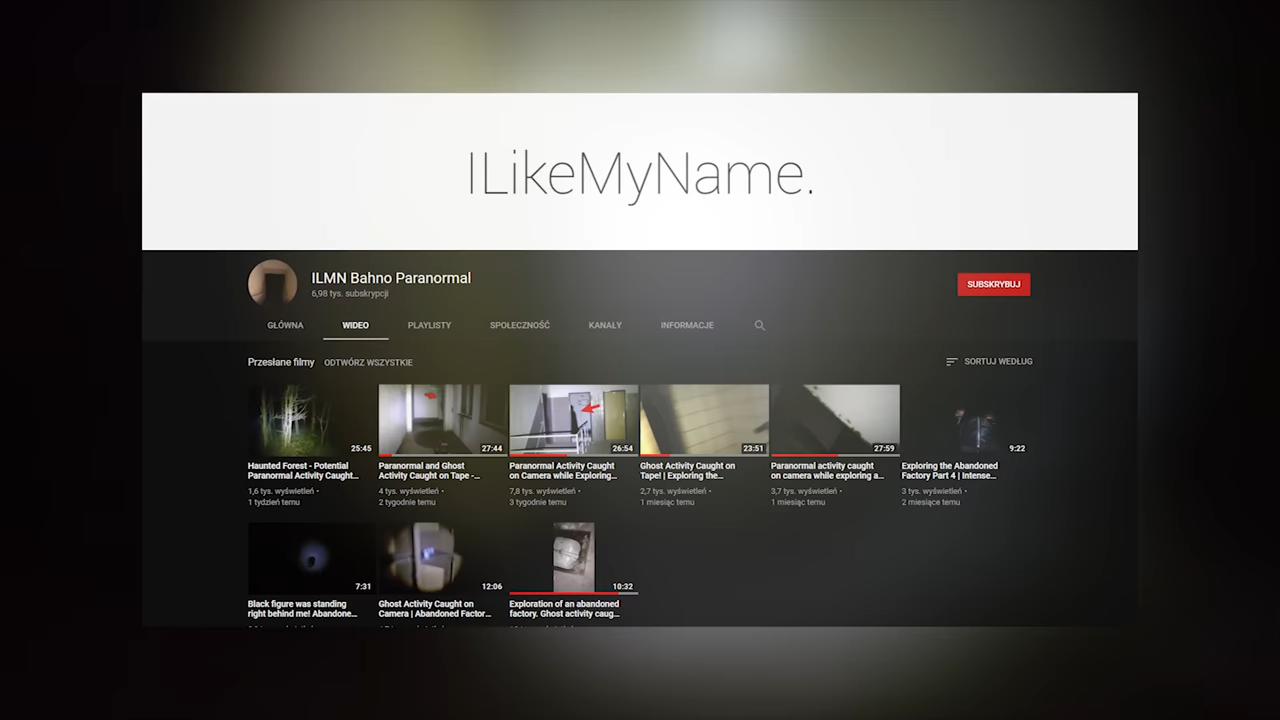 ILikeMyName.
ILMN Bahno Paranormal
6,98 tys. subskrypcji
SUBSKRYBUJ
GŁÓWNA WIDEO PLAYLISTY SPOŁECZNOŚĆ KANAŁY INFORMACJE
Przesłane filmy ODTWÓRZ WSZYSTKIE SORTUJ WEDŁUG
25:45 27:44 26:54 23:51 27:59 9:22
Haunted Forest - Potential
Paranormal Activity Caught...
1,6 tys. wyświetleń •
1 tydzień temu
Paranormal and Ghost
Activity Caught on Tape -...
4 tys. wyświetleń •
2 tygodnie temu
Paranormal Activity Caught
on Camera while Exploring...
7,8 tys. wyświetleń •
3 tygodnie temu
Ghost Activity Caught on
Tape! | Exploring the...
2,7 tys. wyświetleń •
1 miesiąc temu
Paranormal activity caught
on camera while exploring a...
3,7 tys. wyświetleń •
1 miesiąc temu
Exploring the Abandoned
Factory Part 4 | Intense...
3 tys. wyświetleń •
2 miesiące temu
7:31 12:06 10:32
Black figure was standing
right behind me! Abandone...
Ghost Activity Caught on
Camera | Abandoned Factor...
Exploration of an abandoned
factory. Ghost activity caug...